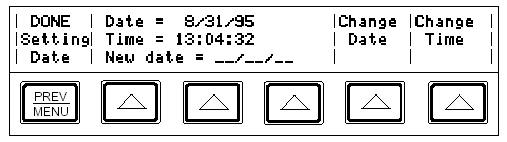 | DONE | Date = 8/31/95 |Change |Change |
|Setting| Time = 13:04:32 | Date | Time |
| Date | New date = __/__/__ | | |
PREV
MENU